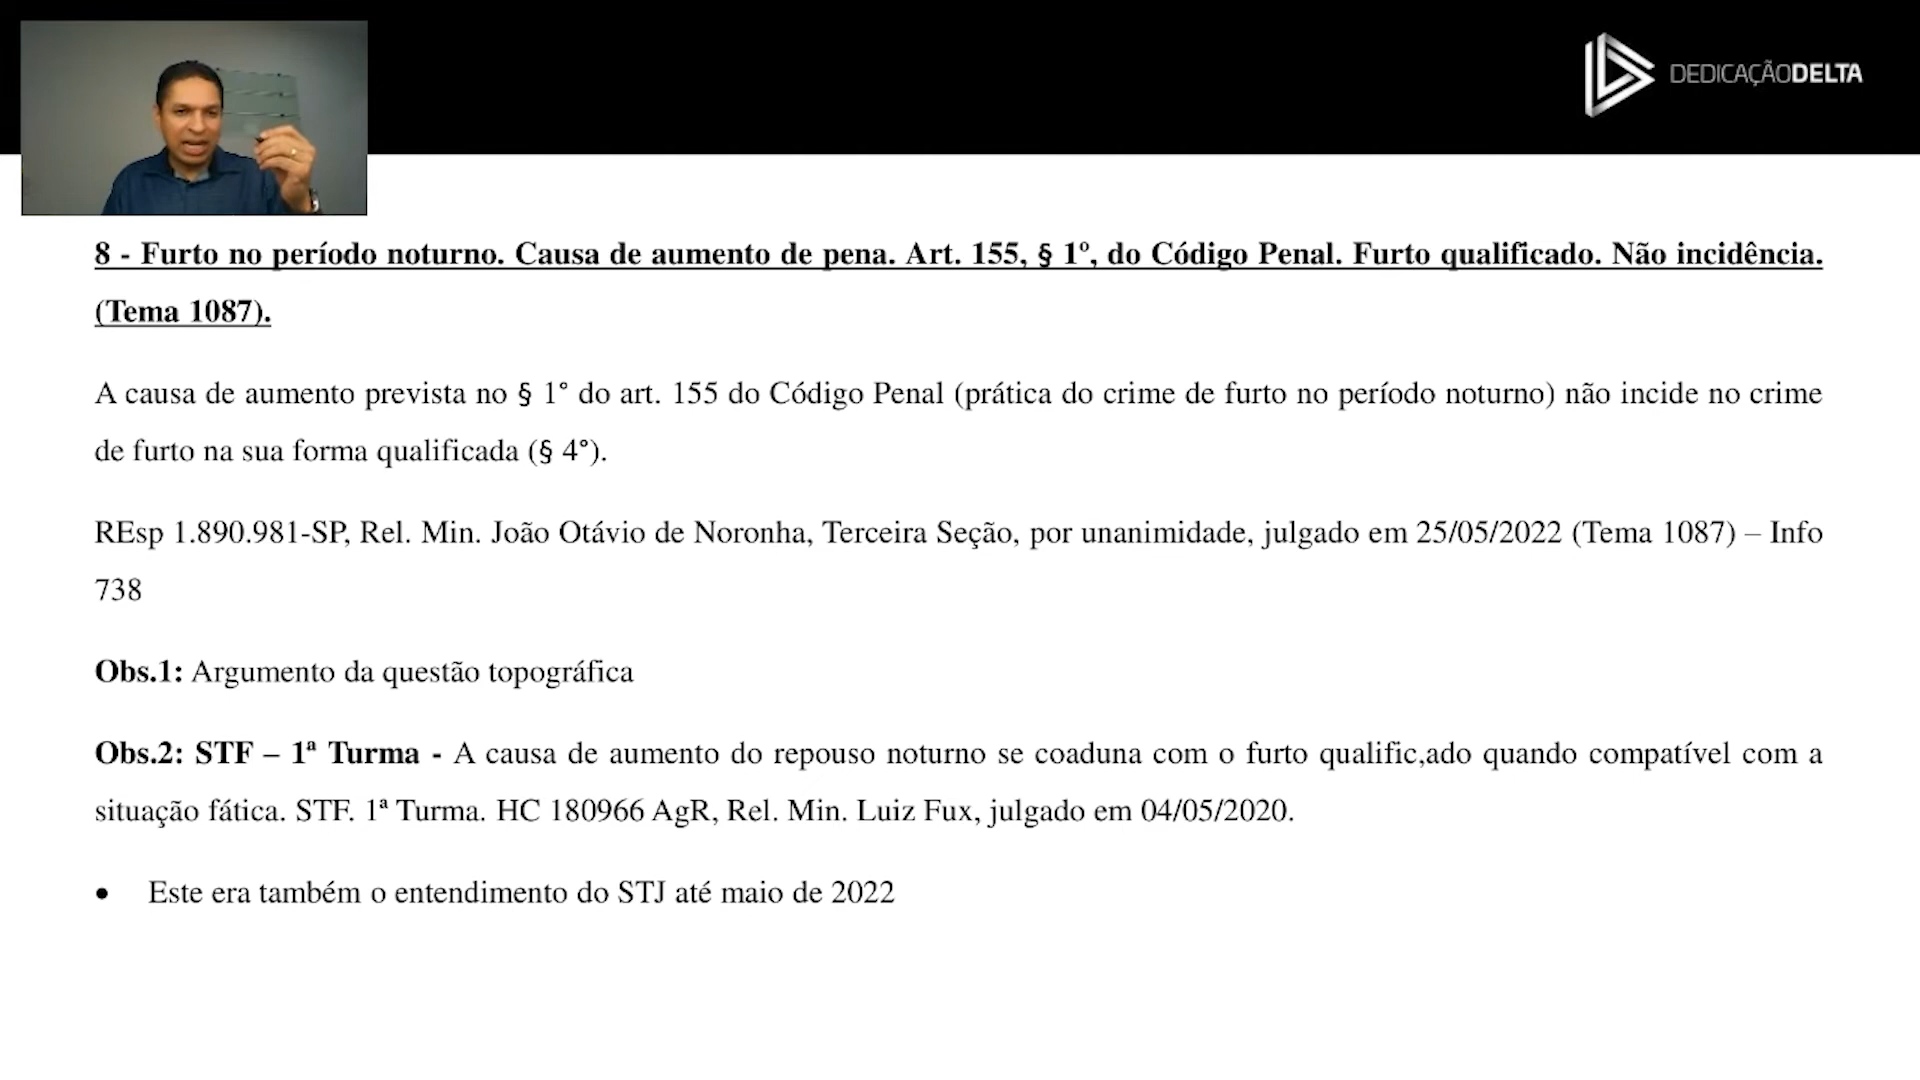 DEDICAÇÃODELTA
8 - Furto no período noturno. Causa de aumento de pena. Art. 155, § 1º, do Código Penal. Furto qualificado. Não incidência.
(Tema 1087).
A causa de aumento prevista no § 1° do art. 155 do Código Penal (prática do crime de furto no período noturno) não incide no crime
de furto na sua forma qualificada (§ 4°).
REsp 1.890.981-SP, Rel. Min. João Otávio de Noronha, Terceira Seção, por unanimidade, julgado em 25/05/2022 (Tema 1087) – Info
738
Obs.1: Argumento da questão topográfica
Obs.2: STF – 1ª Turma - A causa de aumento do repouso noturno se coaduna com o furto qualific,ado quando compatível com a
situação fática. STF. 1ª Turma. HC 180966 AgR, Rel. Min. Luiz Fux, julgado em 04/05/2020.
• Este era também o entendimento do STJ até maio de 2022